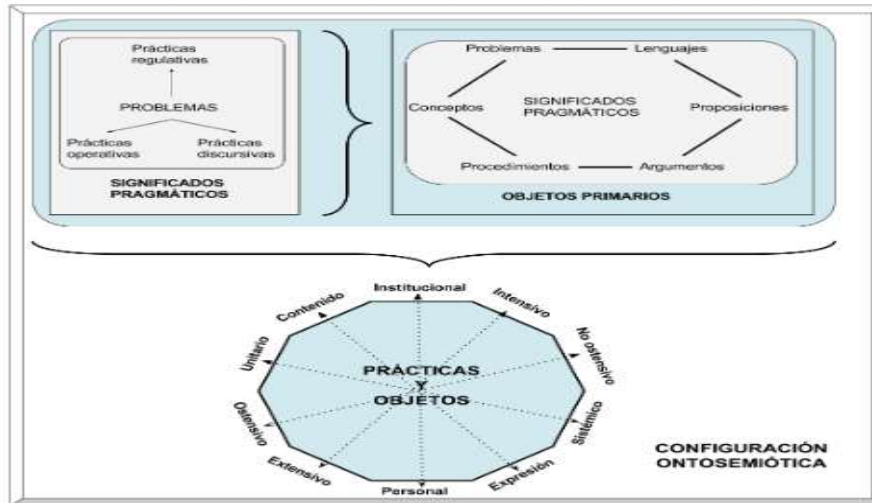 Prácticas
regulativas
PROBLEMAS
Prácticas
operativas
Prácticas
discursivas
SIGNIFICADOS
PRAGMÁTICOS
Problemas
Lenguajes
Conceptos
SIGNIFICADOS
PRAGMÁTICOS
Proposiciones
Procedimientos
Argumentos
OBJETOS PRIMARIOS
Institucional
Contenido
Intensivo
Unitario
No ostensivo
PRÁCTICAS
Y
OBJETOS
Ostensivo
Sistémico
Extensivo
Expresión
Personal
CONFIGURACIÓN
ONTOSEMIÓTICA